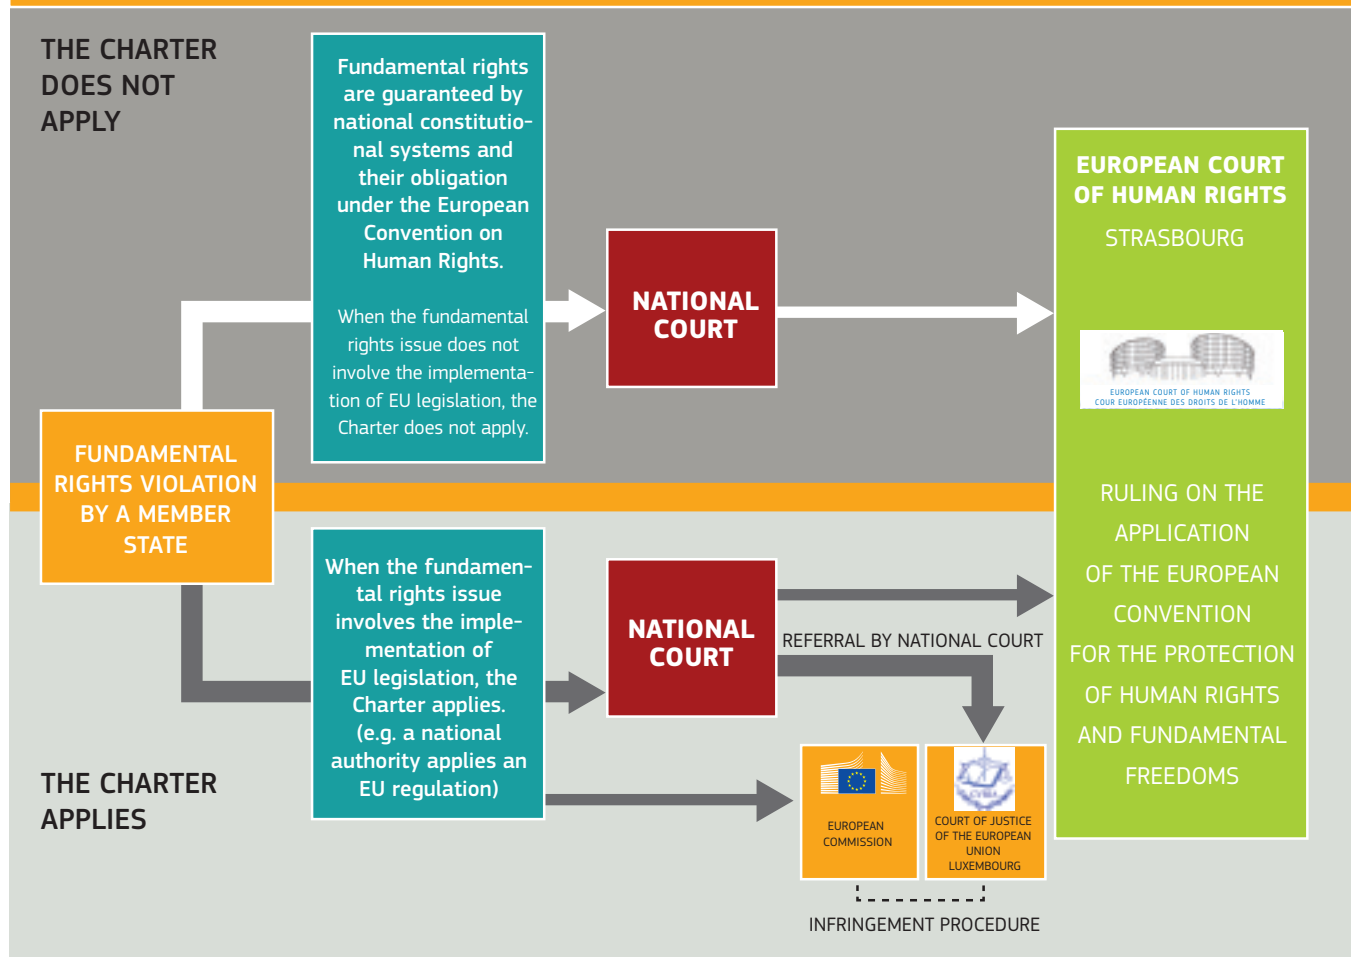 THE CHARTER
DOES NOT
APPLY
Fundamental rights
are guaranteed by
national constitutio-
nal systems and
their obligation
under the European
Convention on
Human Rights.
When the fundamental
rights issue does not
involve the implementa-
tion of EU legislation, the
Charter does not apply.
NATIONAL
COURT
EUROPEAN COURT
OF HUMAN RIGHTS
STRASBOURG
EUROPEAN COURT OF HUMAN RIGHTS
COUR EUROPÉENNE DES DROITS DE L'HOMME
RULING ON THE
APPLICATION
OF THE EUROPEAN
CONVENTION
FOR THE PROTECTION
OF HUMAN RIGHTS
AND FUNDAMENTAL
FREEDOMS
FUNDAMENTAL
RIGHTS VIOLATION
BY A MEMBER
STATE
When the fundamen-
tal rights issue
involves the imple-
mentation of
EU legislation, the
Charter applies.
(e.g. a national
authority applies an
EU regulation)
NATIONAL
COURT
REFERRAL BY NATIONAL COURT
THE CHARTER
APPLIES
EUROPEAN
COMMISSION
COURT OF JUSTICE
OF THE EUROPEAN
UNION
LUXEMBOURG
INFRINGEMENT PROCEDURE